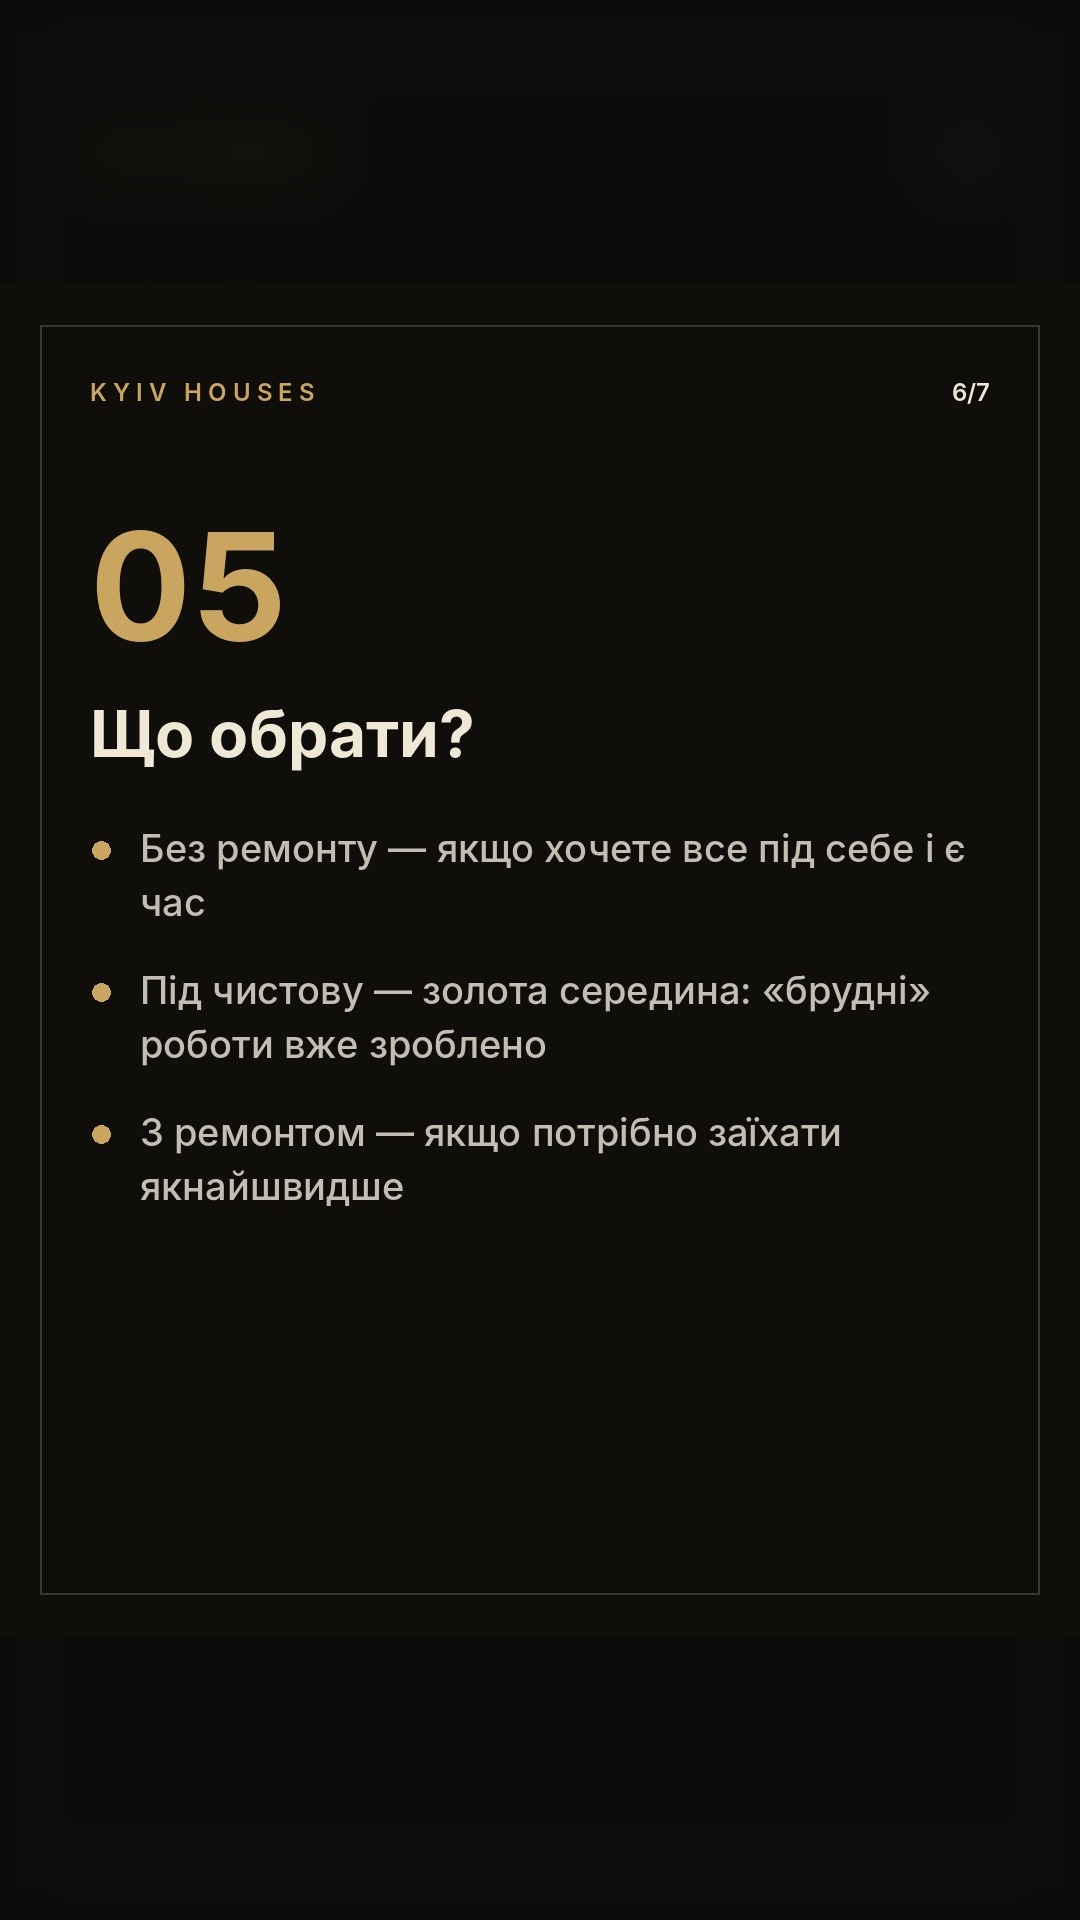 KYIV HOUSES
6/7
05
Що обрати?
Без ремонту — якщо хочете все під себе і є
час
Під чистову — золота середина: «брудні»
роботи вже зроблено
З ремонтом — якщо потрібно заїхати
якнайшвидше